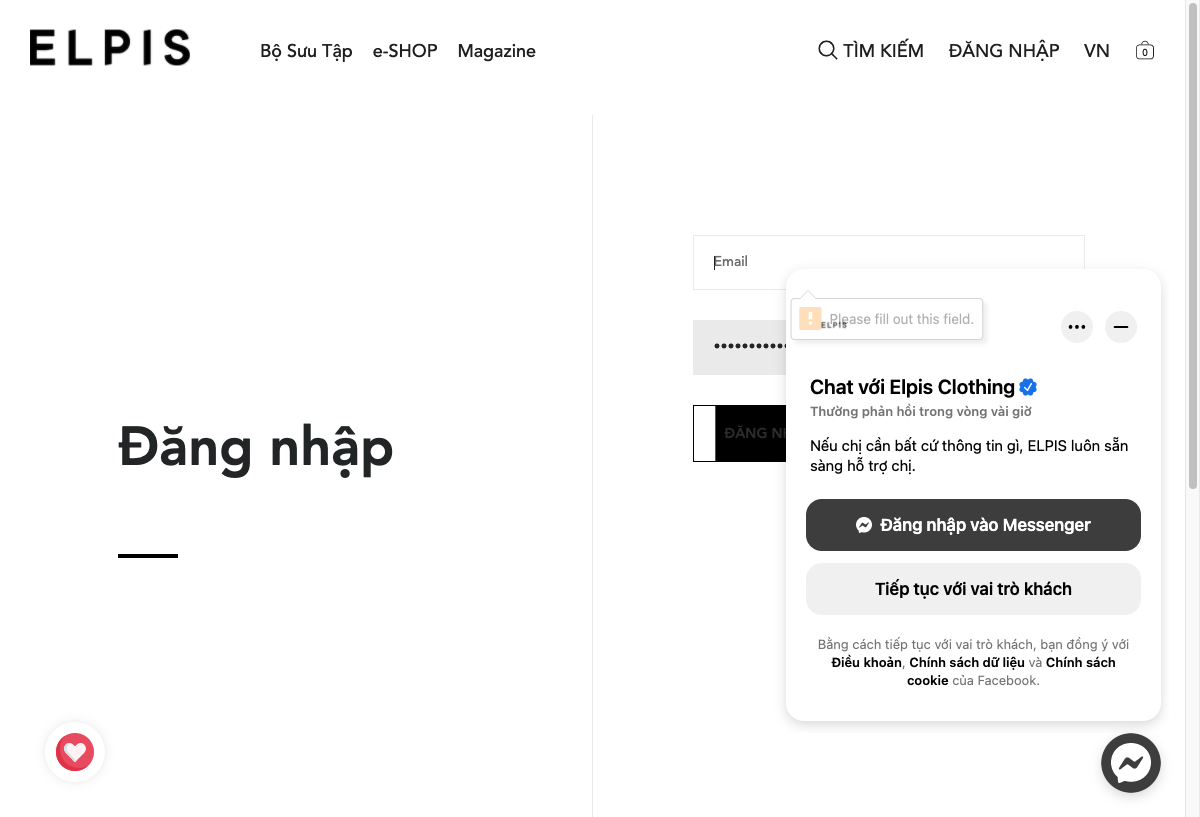 ELPIS
Bộ Sưu Tập e-SHOP Magazine
TÌM KIẾM ĐĂNG NHẬP VN 0
Đăng nhập
Email
Please fill out this field.
ELPIS
ĐĂNG
Chat với Elpis Clothing
Thường phản hồi trong vòng vài giờ
Nếu chị cần bất cứ thông tin gì, ELPIS luôn sẵn
sàng hỗ trợ chị.
Đăng nhập vào Messenger
Tiếp tục với vai trò khách
Bằng cách tiếp tục với vai trò khách, bạn đồng ý với
Điều khoản, Chính sách dữ liệu và Chính sách
cookie của Facebook.